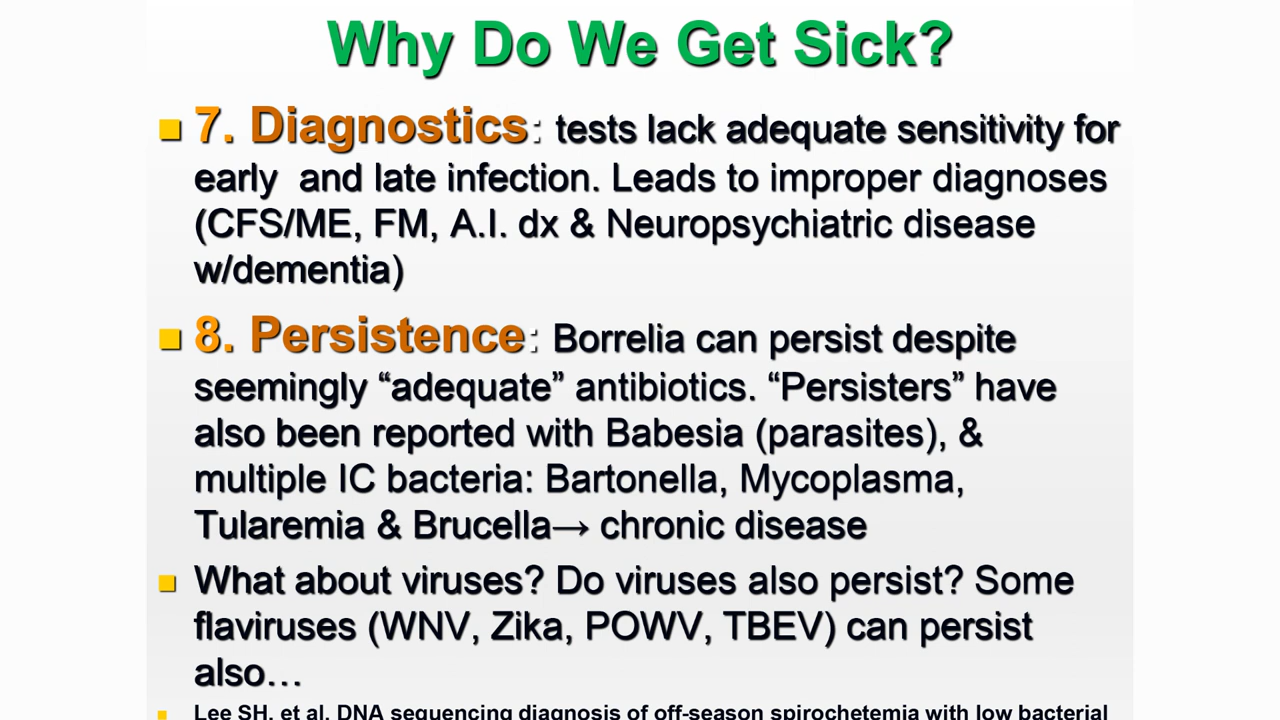 Why Do We Get Sick?
7. Diagnostics: tests lack adequate sensitivity for
early and late infection. Leads to improper diagnoses
(CFS/ME, FM, A.I. dx & Neuropsychiatric disease
w/dementia)
8. Persistence: Borrelia can persist despite
seemingly “adequate” antibiotics. “Persisters” have
also been reported with Babesia (parasites), &
multiple IC bacteria: Bartonella, Mycoplasma,
Tularemia & Brucella→ chronic disease
What about viruses? Do viruses also persist? Some
flaviruses (WNV, Zika, POWV, TBEV) can persist
also…
Lee SH, et al. DNA sequencing diagnosis of off-season spirochetemia with low bacterial